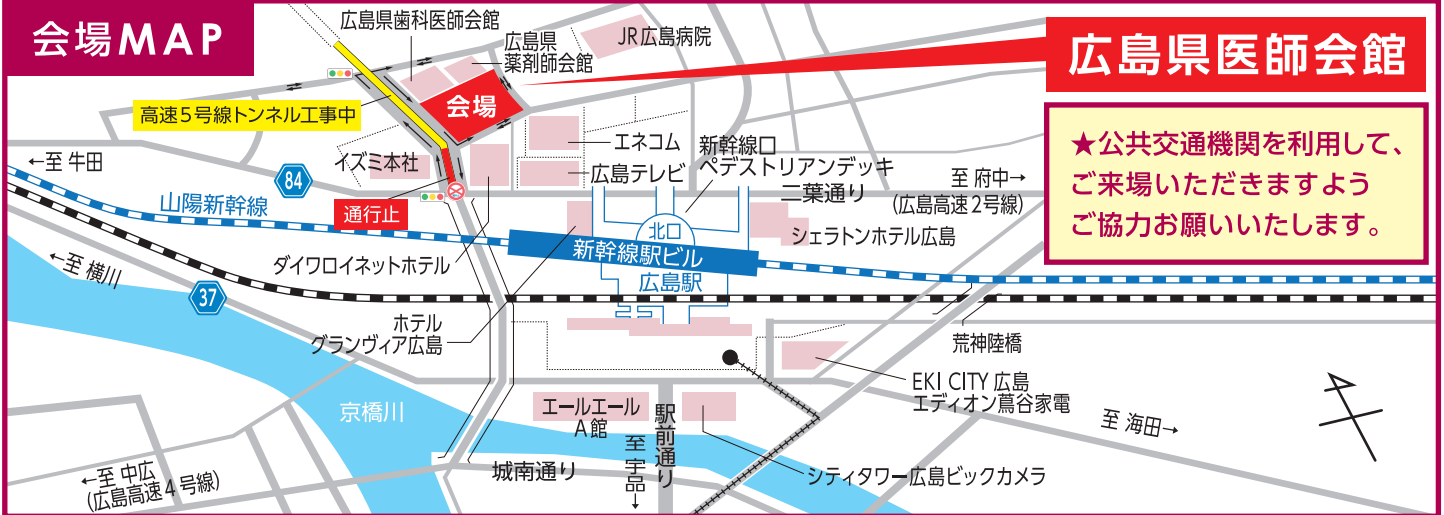 会場MAP
広島県歯科医師会館
広島県
薬剤師会館
JR広島病院
広島県医師会館
会場
高速5号線トンネル工事中
★公共交通機関を利用して、
ご来場いただきますよう
ご協力お願いいたします。
←至 牛田
イズミ本社
エネコム
広島テレビ
新幹線口
ペデストリアンデッキ
二葉通り
至 府中→
(広島高速2号線)
84
山陽新幹線
通行止
北口
シェラトンホテル広島
新幹線駅ビル
広島駅
ダイワロイネットホテル
←至 横川
37
ホテル
グランヴィア広島
荒神陸橋
EKI CITY 広島
エディオン蔦谷家電
京橋川
エールエール
A館
駅前通り
至 宇品→
至 海田→
城南通り
シティタワー広島ビックカメラ
←至 中広
(広島高速4号線)